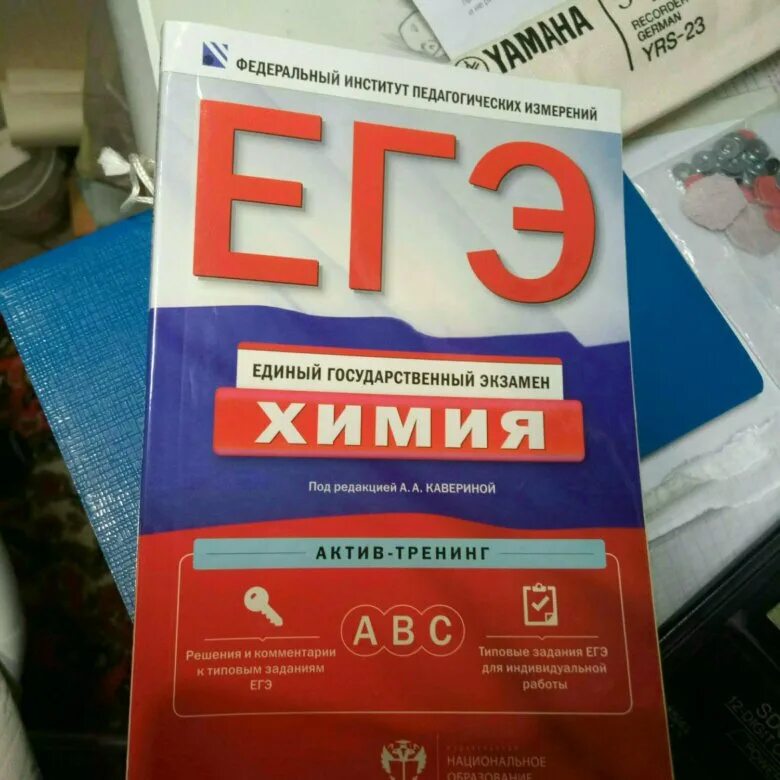 YAMAHA
RECORDER
GERMAN
YRS-23
ФЕДЕРАЛЬНЫЙ ИНСТИТУТ ПЕДАГОГИЧЕСКИХ ИЗМЕРЕНИЙ
ЕГЭ
ЕДИНЫЙ ГОСУДАРСТВЕННЫЙ ЭКЗАМЕН
ХИМИЯ
Под редакцией А. А. КАВЕРИНОЙ
АКТИВ-ТРЕНИНГ
Решения и комментарии
к типовым заданиям
ЕГЭ
А В С
Типовые задания ЕГЭ
для индивидуальной
работы
НАЦИОНАЛЬНОЕ
ОБРАЗОВАНИЕ